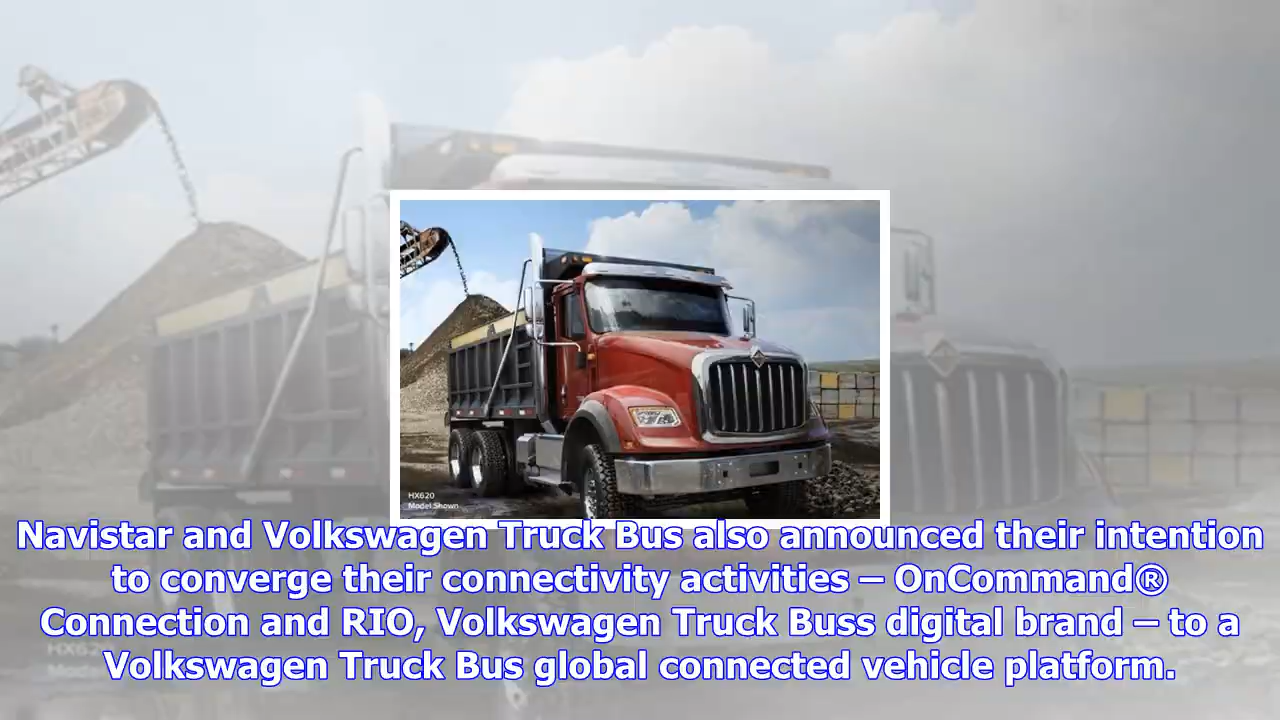 HX620
Model Shown
Navistar and Volkswagen Truck Bus also announced their intention
to converge their connectivity activities – OnCommand®
Connection and RIO, Volkswagen Truck Buss digital brand – to a
Volkswagen Truck Bus global connected vehicle platform.